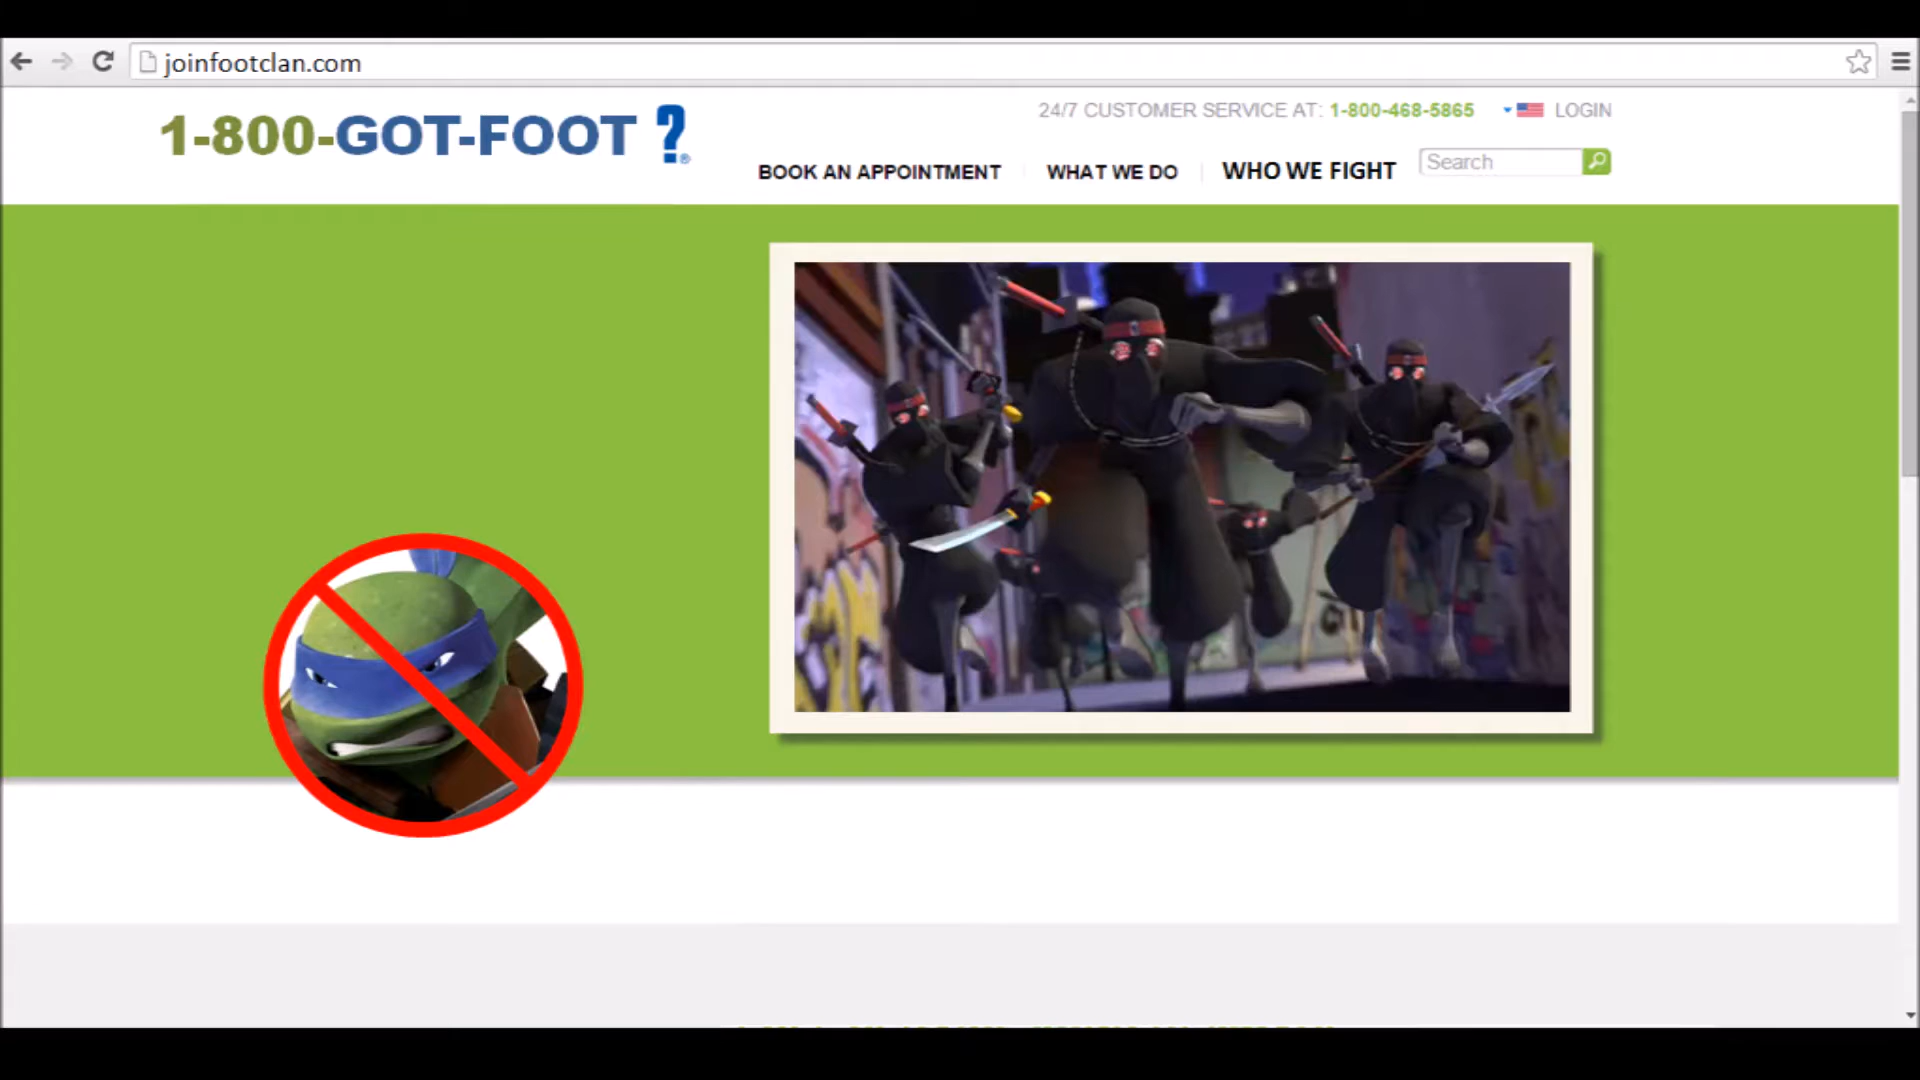 joinfootclan.com
1-800-GOT-FOOT ?®
24/7 CUSTOMER SERVICE AT: 1-800-468-5865 LOGIN
BOOK AN APPOINTMENT WHAT WE DO WHO WE FIGHT Search